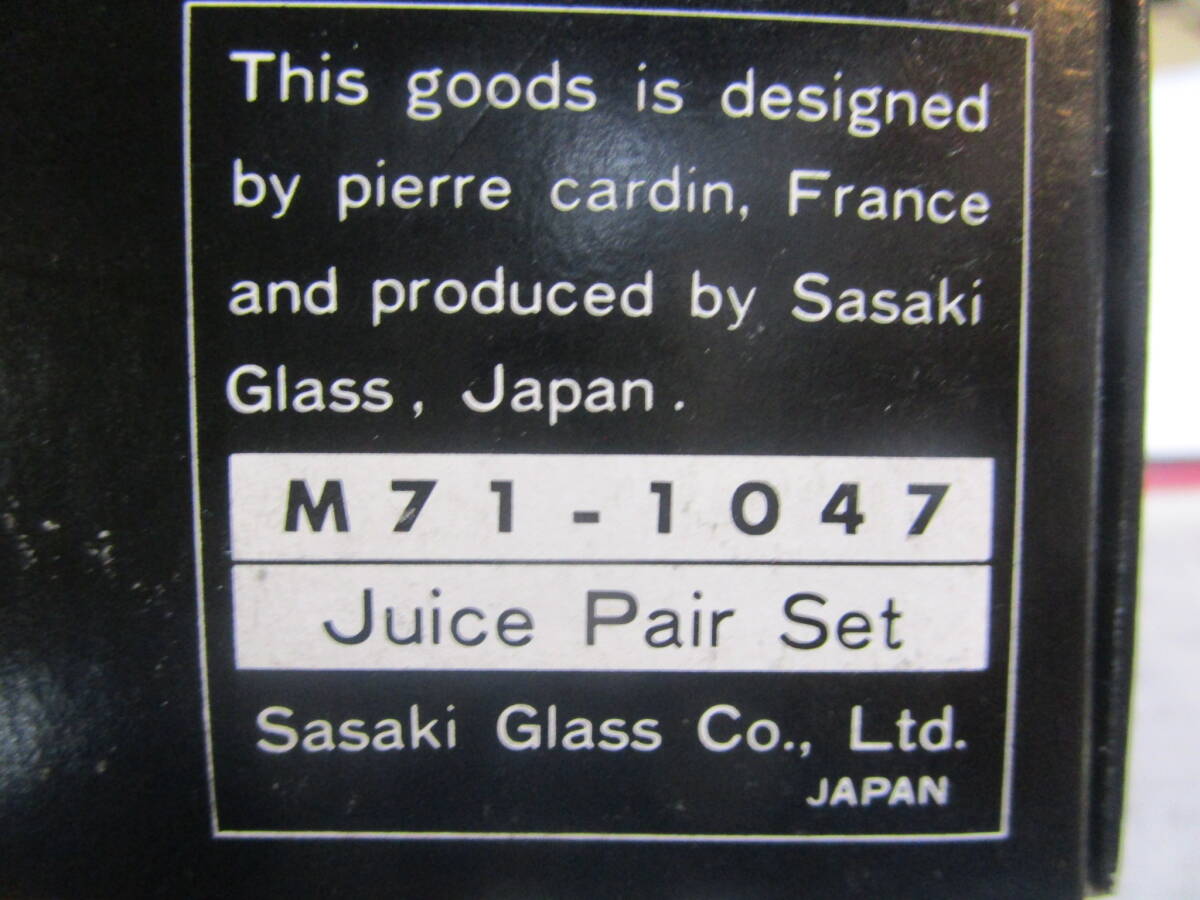 This goods is designed
by pierre cardin, France
and produced by Sasaki
Glass, Japan.
M71-1047
Juice Pair Set
Sasaki Glass Co., Ltd.
JAPAN